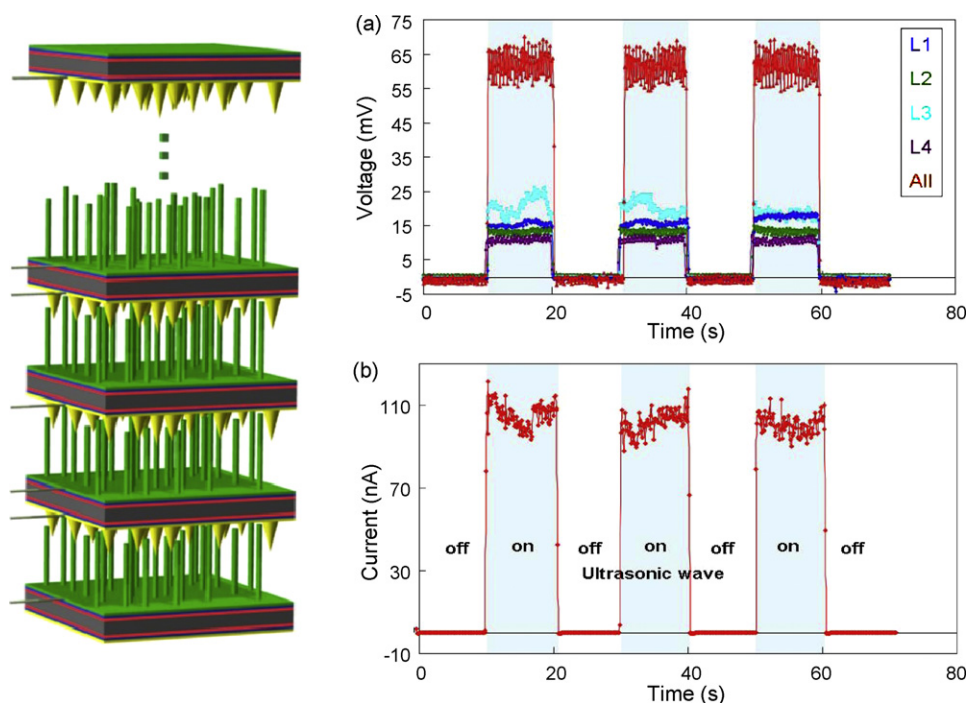 (a)
75
65
55
45
35
25
15
5
-5
Voltage (mV)
L1
L2
L3
L4
All
0
20
40
60
80
Time (s)
(b)
110
70
30
-10
Current (nA)
off
on
off
on
off
on
off
Ultrasonic wave
0
20
40
60
80
Time (s)